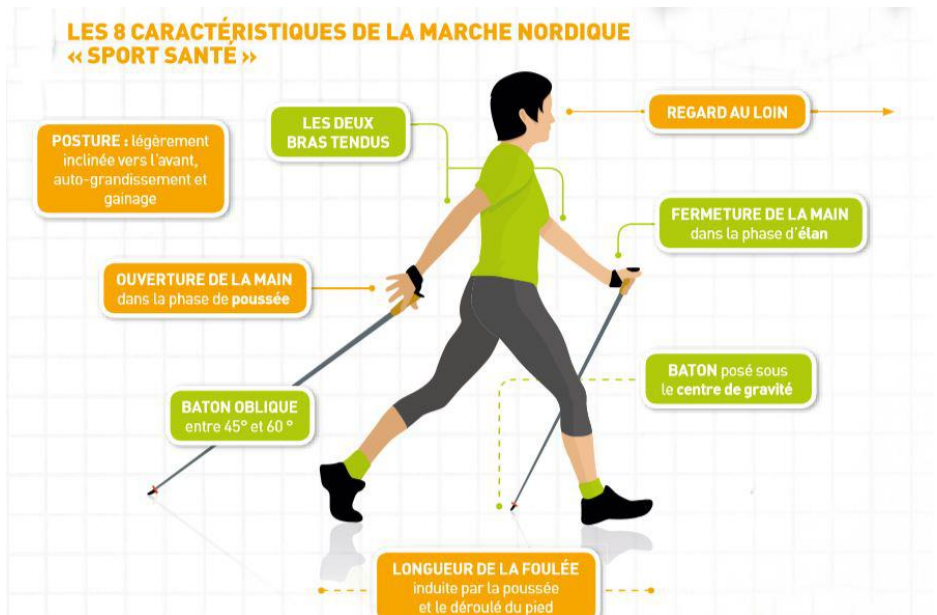 LES 8 CARACTÉRISTIQUES DE LA MARCHE NORDIQUE
« SPORT SANTÉ »
REGARD AU LOIN
LES DEUX
BRAS TENDUS
POSTURE : légèrement
inclinée vers l'avant,
auto-grandissement et
gainage
FERMETURE DE LA MAIN
dans la phase d'élan
OUVERTURE DE LA MAIN
dans la phase de poussée
BATON posé sous
le centre de gravité
BATON OBLIQUE
entre 45° et 60 °
LONGUEUR DE LA FOULÉE
induite par la poussée
et le déroulé du pied